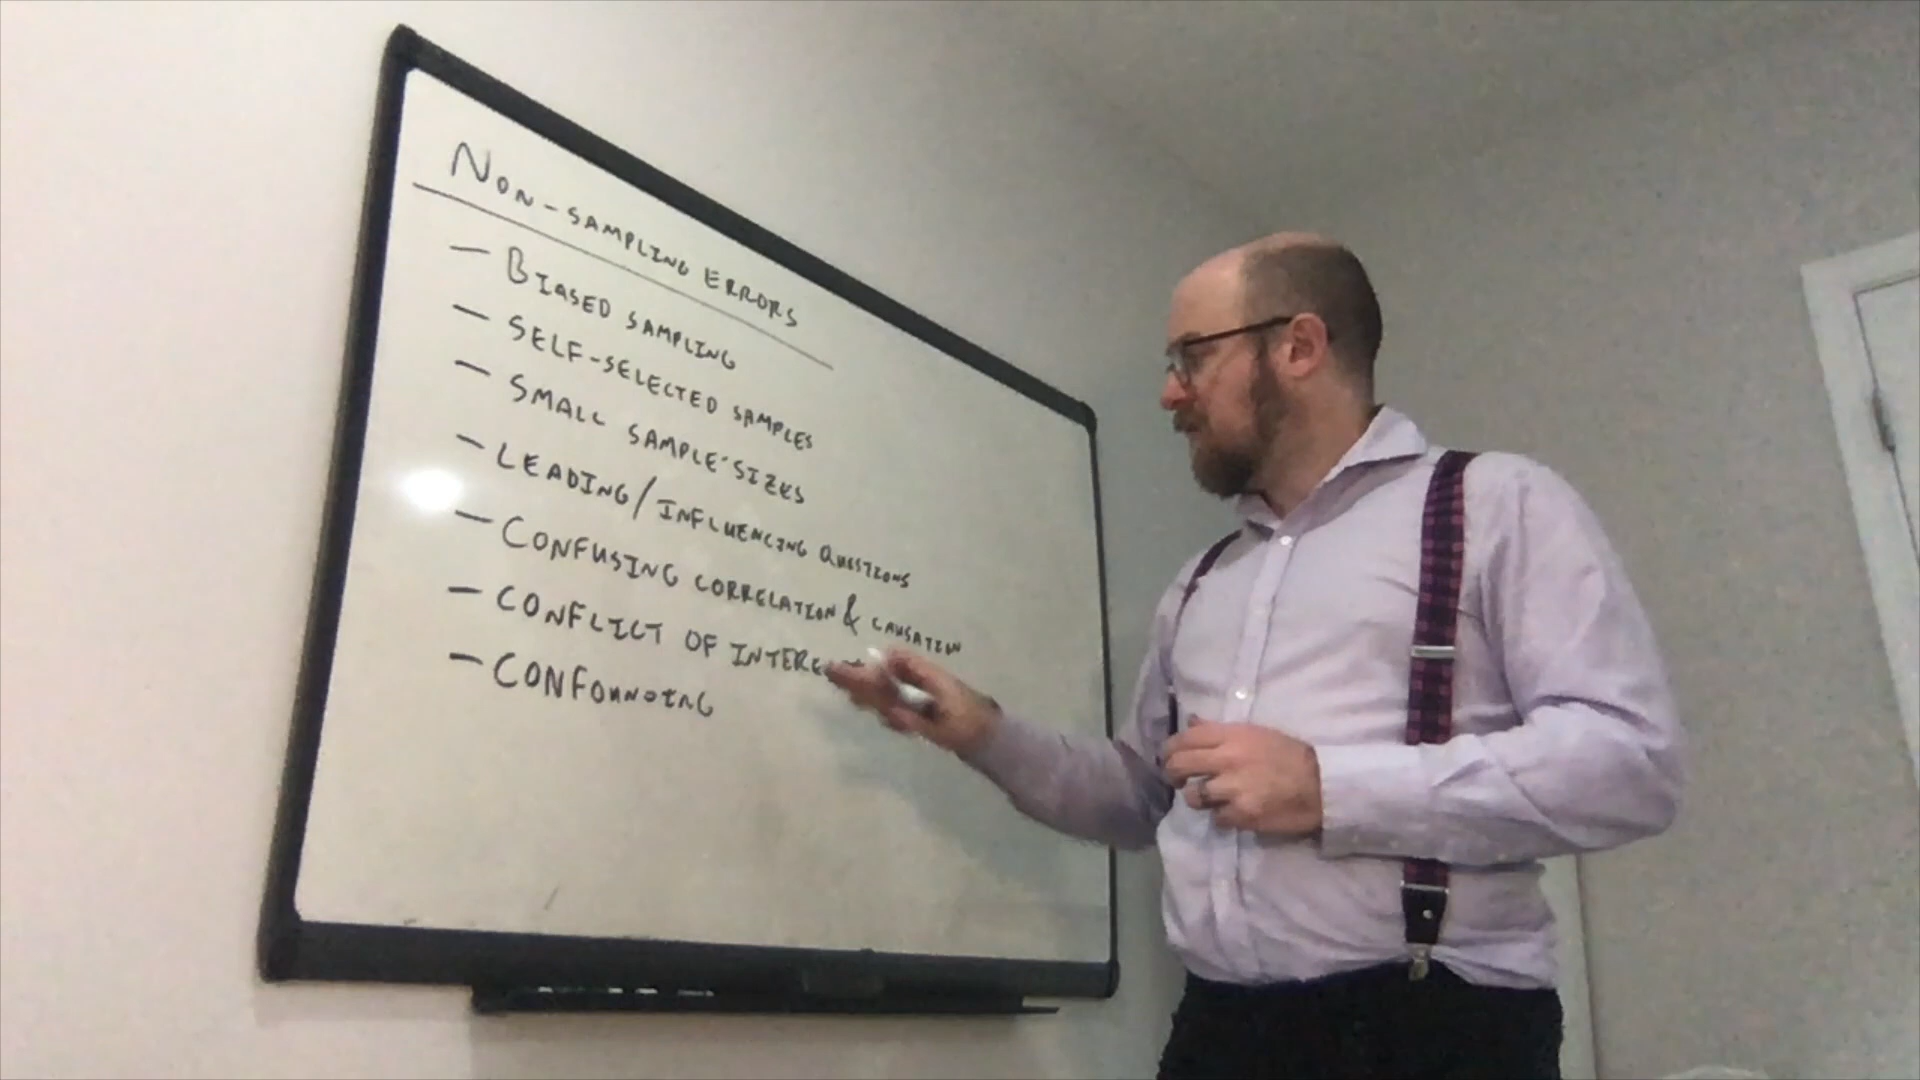 NON-SAMPLING ERRORS
- BIASED SAMPLING
- SELF-SELECTED SAMPLES
- SMALL SAMPLE SIZES
- LEADING/INFLUENCING QUESTIONS
- CONFUSING CORRELATION & CAUSATION
- CONFLICT OF
- CONFOUNDING